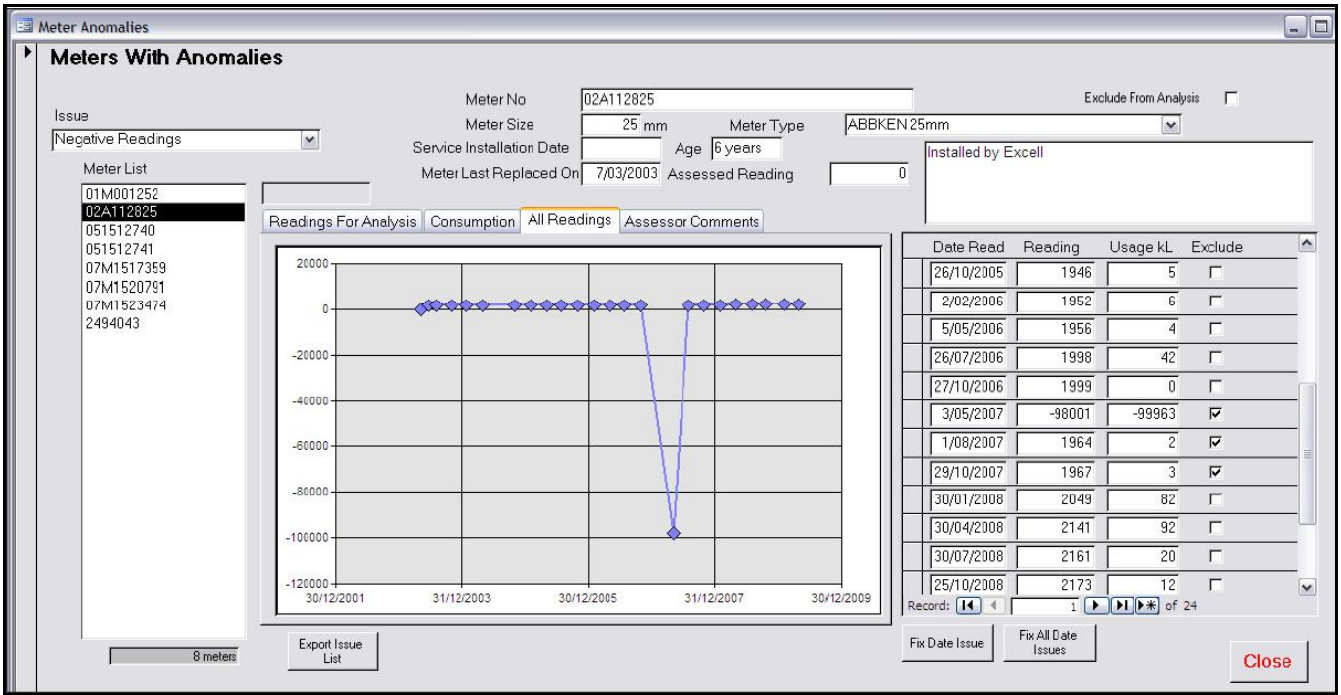 Meter Anomalies
Meters With Anomalies
Meter No 02A112825 Exclude From Analysis
Issue
Negative Readings
Meter Size 25 mm Meter Type ABBKEN 25mm
Service Installation Date Age 6 years
Installed by Excell
Meter Last Replaced On 7/03/2003 Assessed Reading 0
Meter List
01M001252
02A112825
051512740
051512741
07M1517359
07M1520791
07M1523474
2494043
8 meters
Readings For Analysis Consumption All Readings Assessor Comments
20000
0
-20000
-40000
-60000
-80000
-100000
-120000
30/12/2001 31/12/2003 30/12/2005 31/12/2007 30/12/2009
Export Issue
List
Date Read Reading Usage kL Exclude
26/10/2005 1946 5
2/02/2006 1952 6
5/05/2006 1956 4
26/07/2006 1998 42
27/10/2006 1999 0
3/05/2007 -98001 -99963
1/08/2007 1964 2
29/10/2007 1967 3
30/01/2008 2049 82
30/04/2008 2141 92
30/07/2008 2161 20
25/10/2008 2173 12
Record: 1 of 24
Fix Date Issue
Fix All Date
Issues
Close